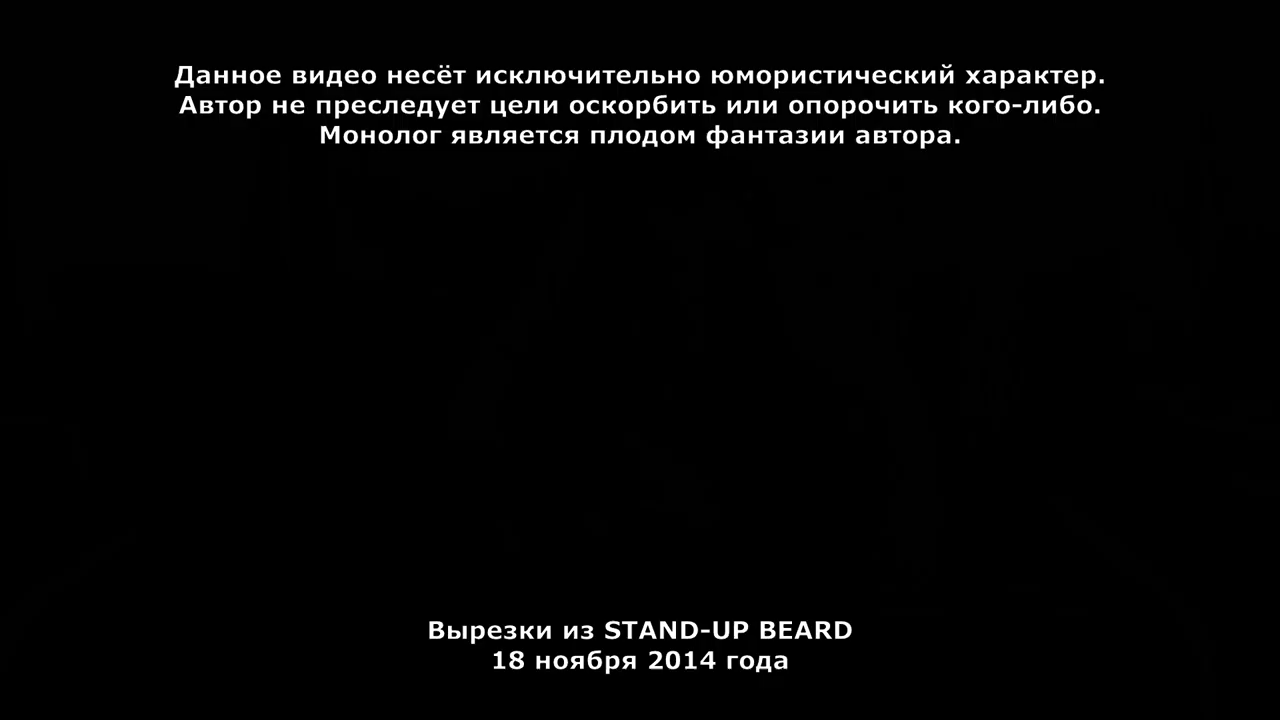 Данное видео несёт исключительно юмористический характер.
Автор не преследует цели оскорбить или опорочить кого-либо.
Монолог является плодом фантазии автора.
Вырезки из STAND-UP BEARD
18 ноября 2014 года